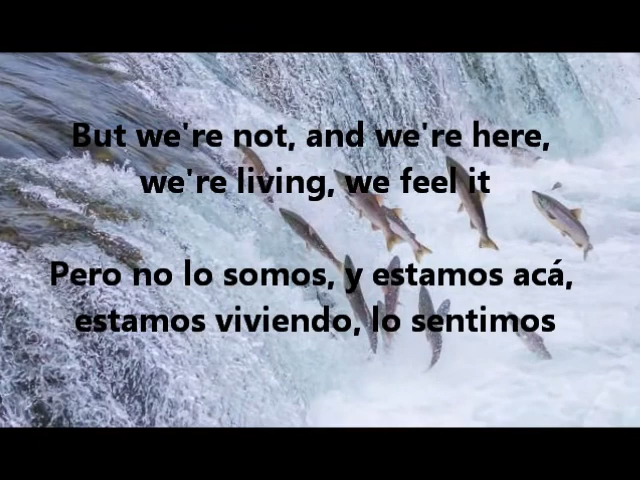 But we're not, and we're here,
we're living, we feel it
Pero no lo somos, y estamos acá,
estamos viviendo, lo sentimos